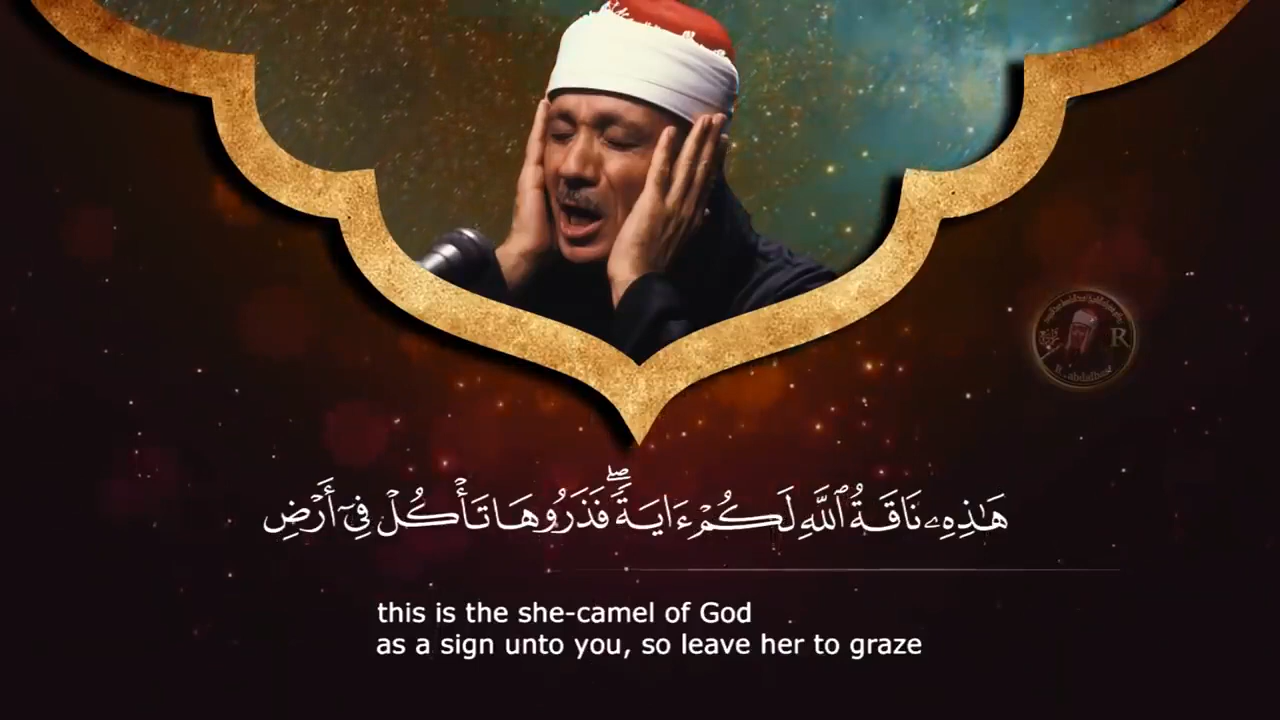 هَـٰذِهِۦ نَاقَةُ ٱللَّهِ لَكُمْ ءَايَةًۖ فَذَرُوهَا تَأْكُلْ فِىٓ أَرْضِ
this is the she-camel of God
as a sign unto you, so leave her to graze
R